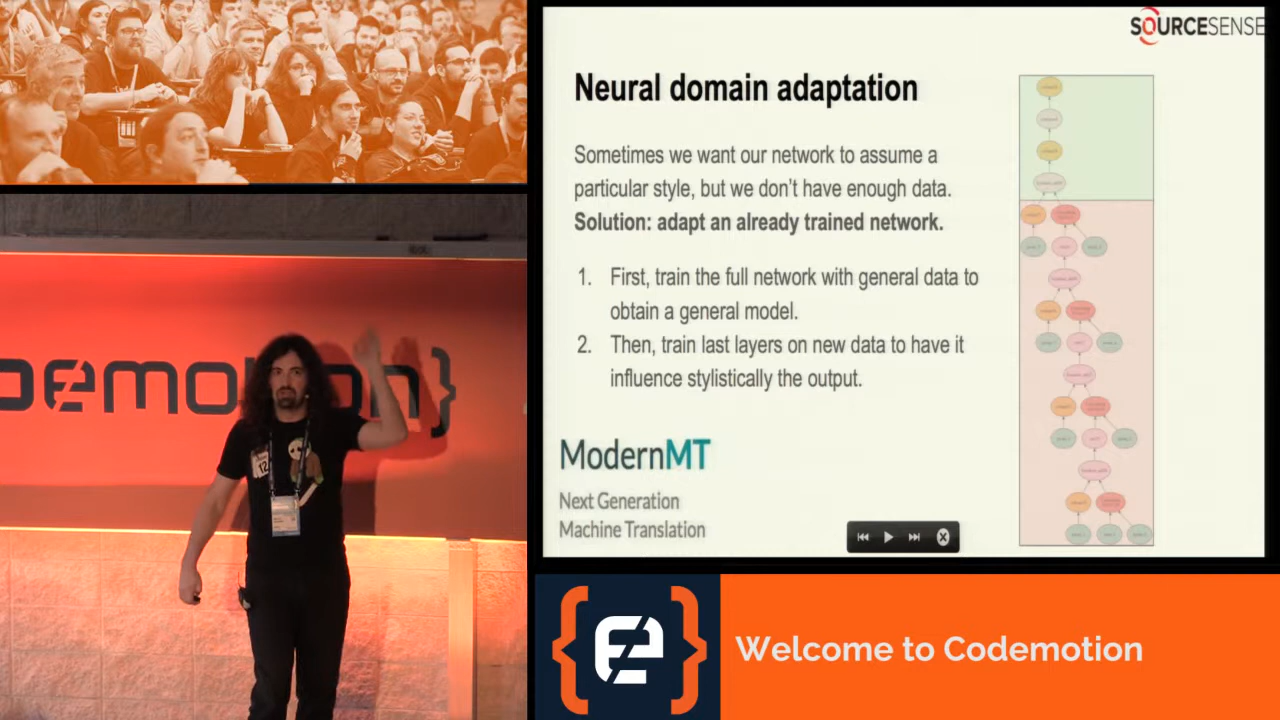 SOURCESENSE
Neural domain adaptation
Sometimes we want our network to assume a
particular style, but we don't have enough data.
Solution: adapt an already trained network.
1. First, train the full network with general data to
obtain a general model.
2. Then, train last layers on new data to have it
influence stylistically the output.
ModernMT
Next Generation
Machine Translation
12
Welcome to Codemotion